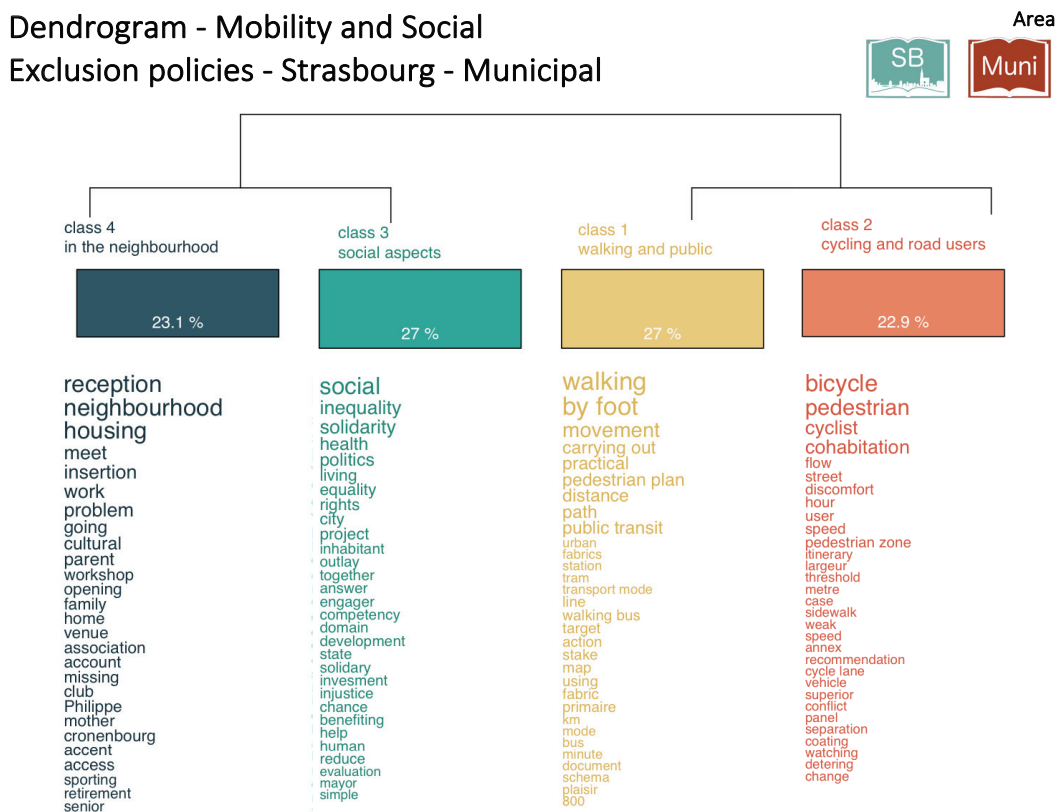 Dendrogram - Mobility and Social
Exclusion policies - Strasbourg - Municipal
Area
SB
Muni
class 4
in the neighbourhood
23.1 %
reception
neighbourhood
housing
meet
insertion
work
problem
going
cultural
parent
workshop
opening
family
home
venue
association
account
missing
club
Philippe
mother
cronenbourg
accent
access
sporting
retirement
senior
class 3
social aspects
27 %
social
inequality
solidarity
health
politics
living
equality
rights
city
project
inhabitant
outlay
together
answer
engager
competency
domain
development
state
solidary
invesment
injustice
chance
benefiting
help
human
reduce
evaluation
mayor
simple
class 1
walking and public
27 %
walking
by foot
movement
carrying out
practical
pedestrian plan
distance
path
public transit
urban
fabrics
station
tram
transport mode
line
walking bus
target
action
stake
map
using
fabric
primaire
km
mode
bus
minute
document
schema
plaisir
800
class 2
cycling and road users
22.9 %
bicycle
pedestrian
cyclist
cohabitation
flow
street
discomfort
hour
user
speed
pedestrian zone
itinerary
largeur
threshold
metre
case
sidewalk
weak
speed
annex
recommendation
cycle lane
vehicle
superior
conflict
panel
separation
coating
watching
detering
change